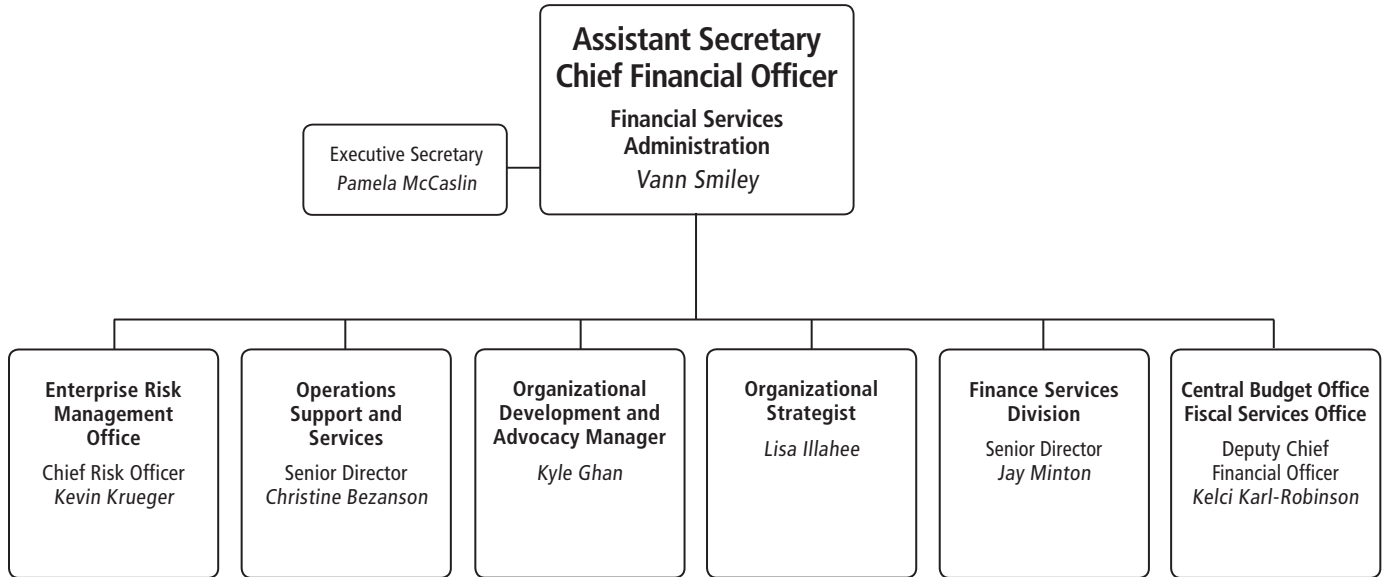 Assistant Secretary
Chief Financial Officer
Financial Services
Administration
Vann Smiley
Executive Secretary
Pamela McCaslin
Enterprise Risk
Management
Office
Chief Risk Officer
Kevin Krueger
Operations
Support and
Services
Senior Director
Christine Bezanson
Organizational
Development and
Advocacy Manager
Kyle Ghan
Organizational
Strategist
Lisa Illahee
Finance Services
Division
Senior Director
Jay Minton
Central Budget Office
Fiscal Services Office
Deputy Chief
Financial Officer
Kelci Karl-Robinson